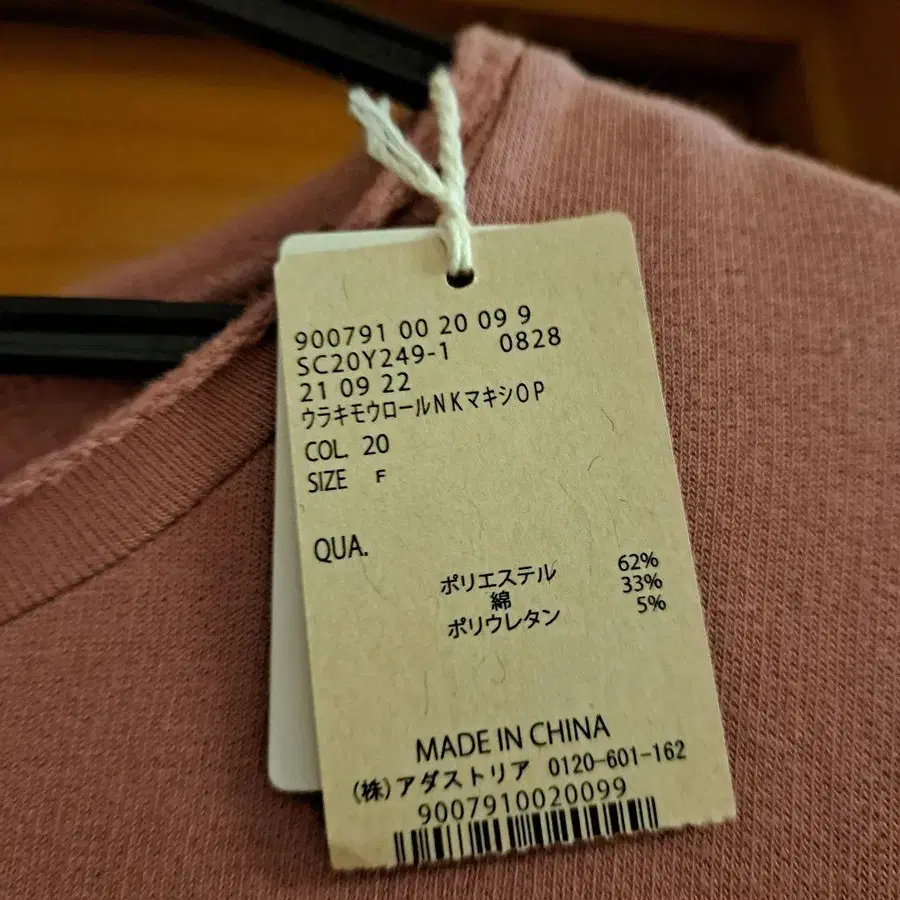 900791 00 20 09 9
SC20Y249-1 0828
21 09 22
ウラキモウロールNKマキシOP
COL. 20
SIZE F
QUA.
ポリエステル 62%
綿 33%
ポリウレタン 5%
MADE IN CHINA
(株)アダストリア 0120-601-162
9007910020099